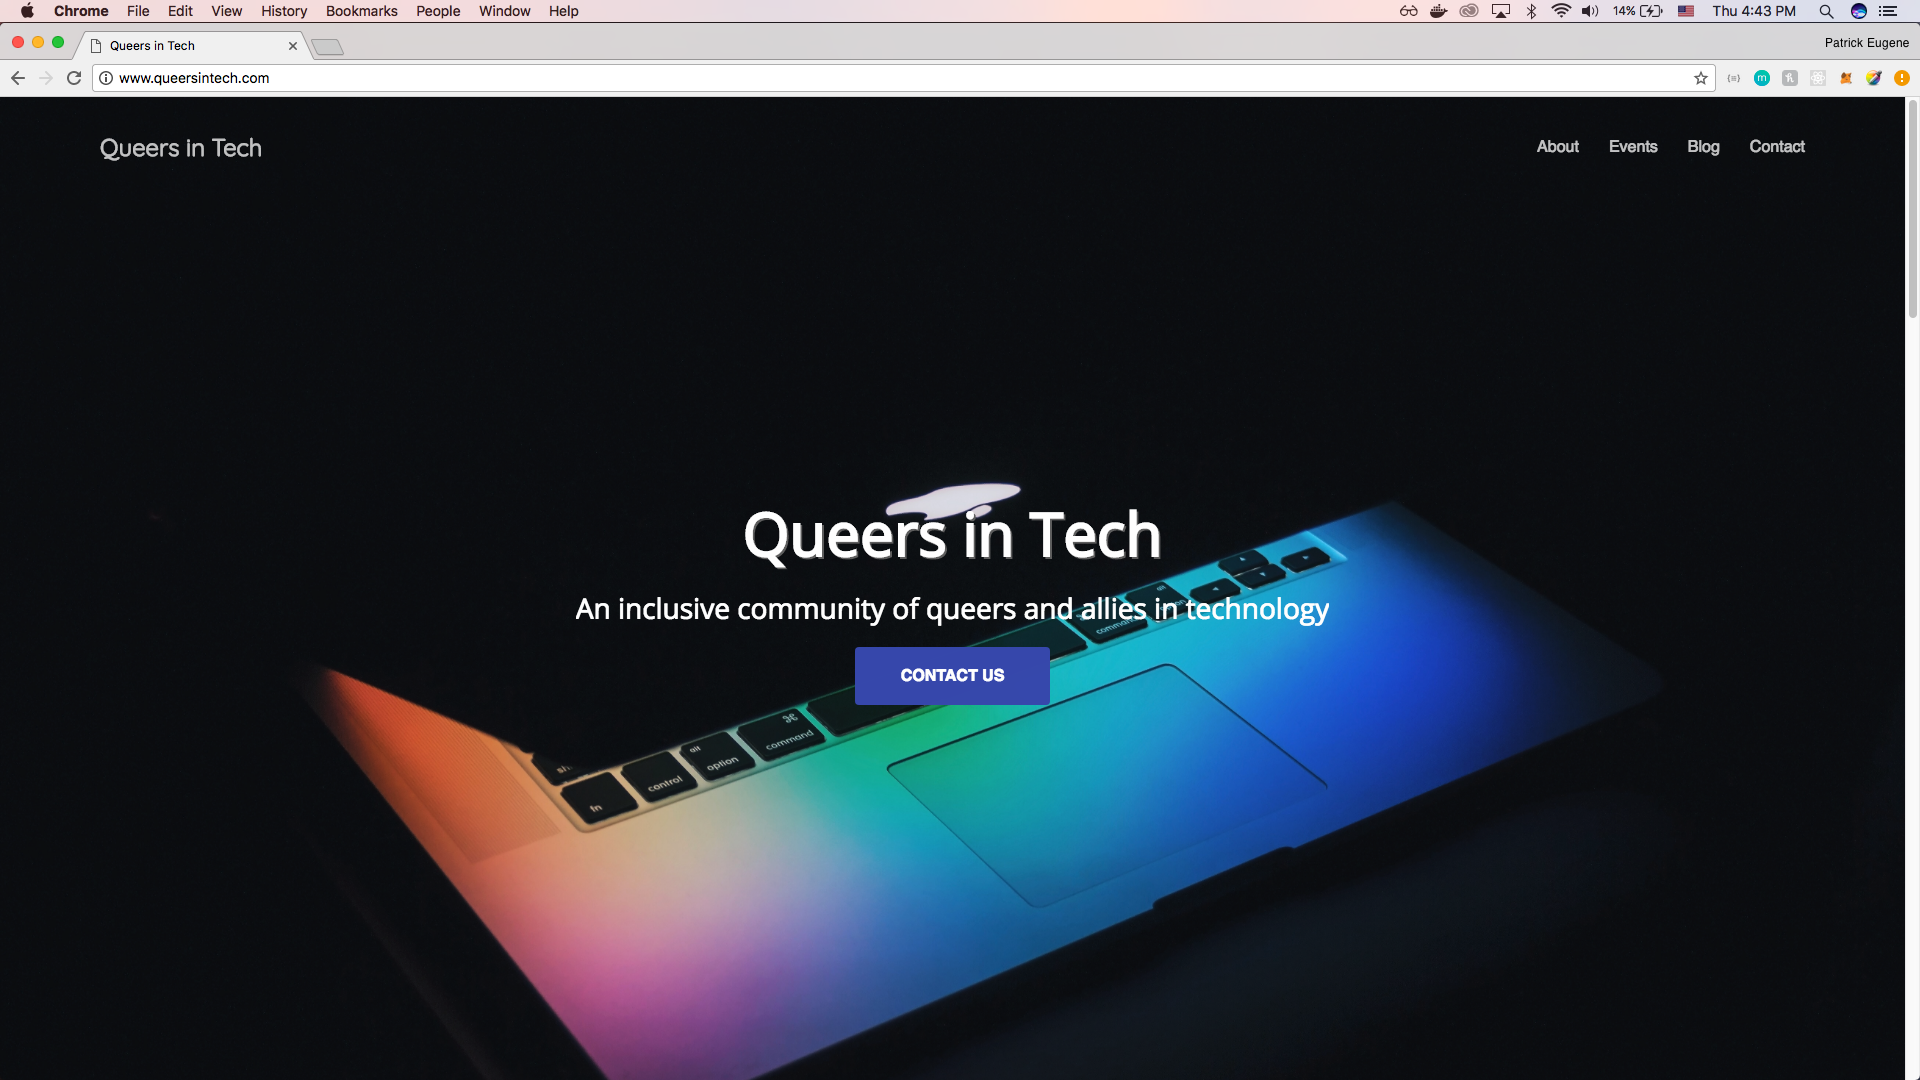 Chrome File Edit View History Bookmarks People Window Help 14% Thu 4:43 PM
Queers in Tech Patrick Eugene
www.queersintech.com
Queers in Tech About Events Blog Contact
Queers in Tech
An inclusive community of queers and allies in technology
CONTACT US
fn control alt option ⌘ command